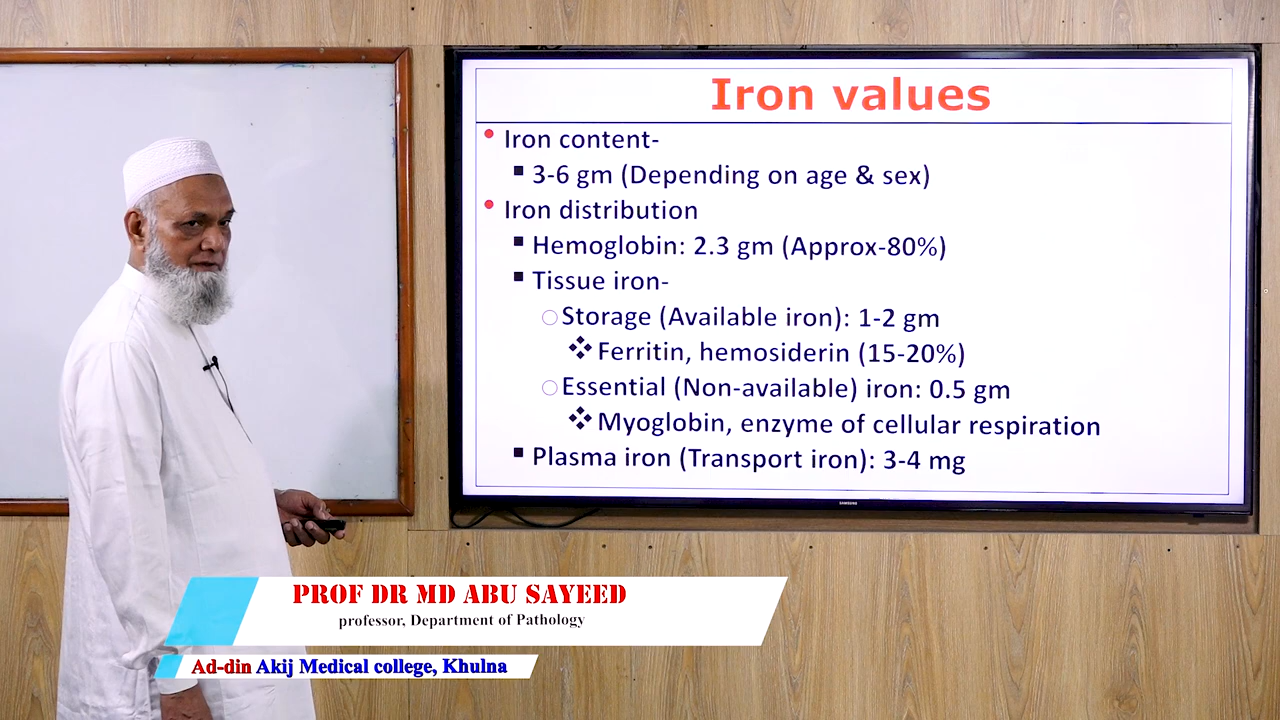 Iron values
• Iron content-
▪ 3-6 gm (Depending on age & sex)
• Iron distribution
▪ Hemoglobin: 2.3 gm (Approx-80%)
▪ Tissue iron-
○ Storage (Available iron): 1-2 gm
❖ Ferritin, hemosiderin (15-20%)
○ Essential (Non-available) iron: 0.5 gm
❖ Myoglobin, enzyme of cellular respiration
▪ Plasma iron (Transport iron): 3-4 mg
SAMSUNG
PROF DR MD ABU SAYEED
professor, Department of Pathology
Ad-din Akij Medical college, Khulna